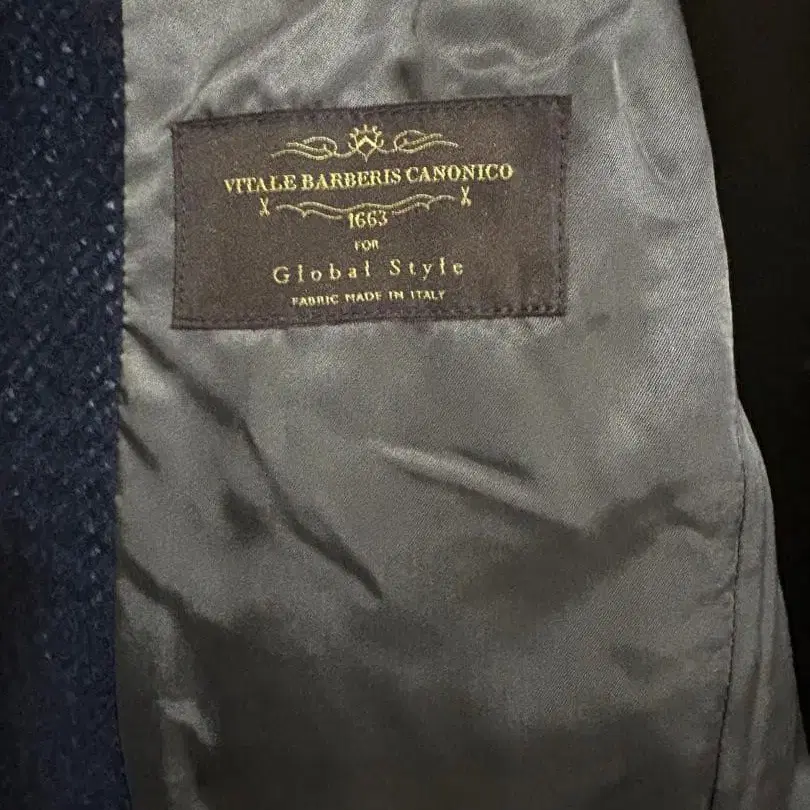 VITALE BARBERIS CANONICO
1663
FOR
Global Style
FABRIC MADE IN ITALY